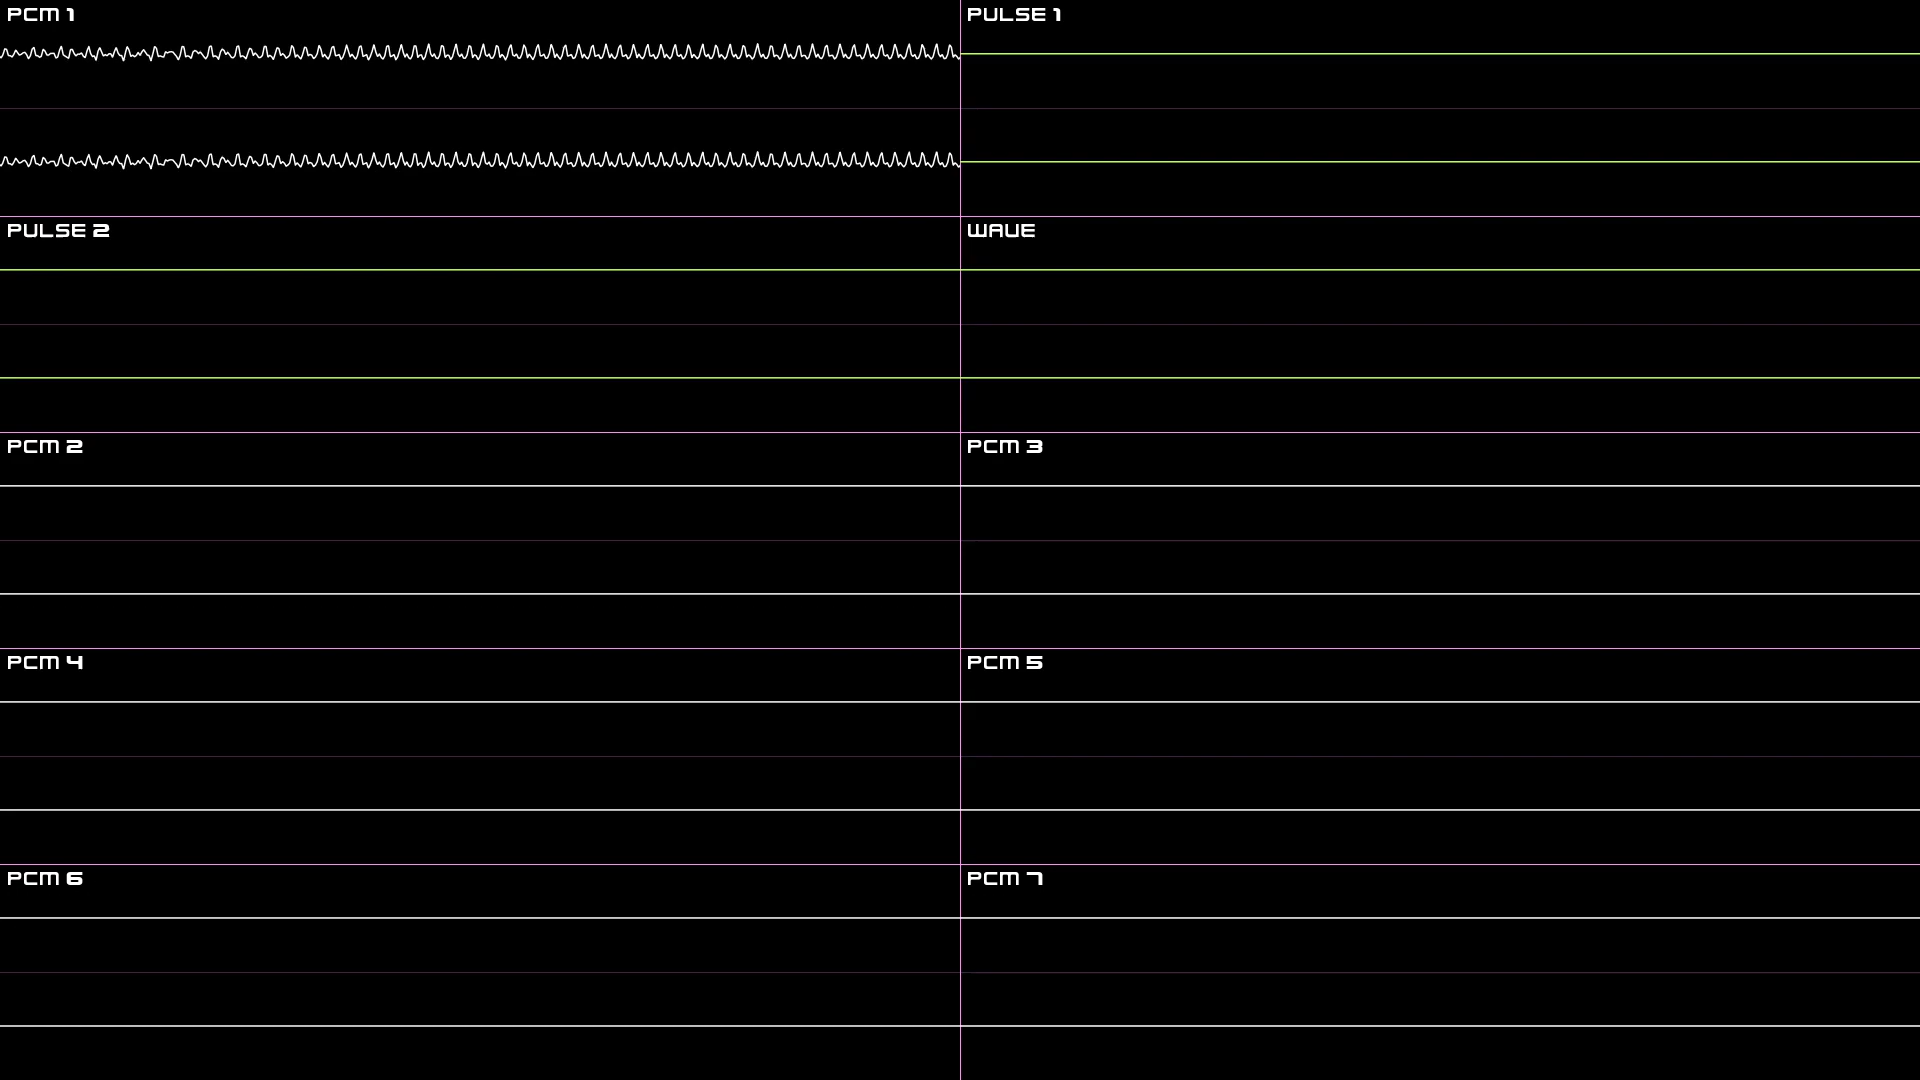 PCM 1
PULSE 1
PULSE 2
WAVE
PCM 2
PCM 3
PCM 4
PCM 5
PCM 6
PCM 7